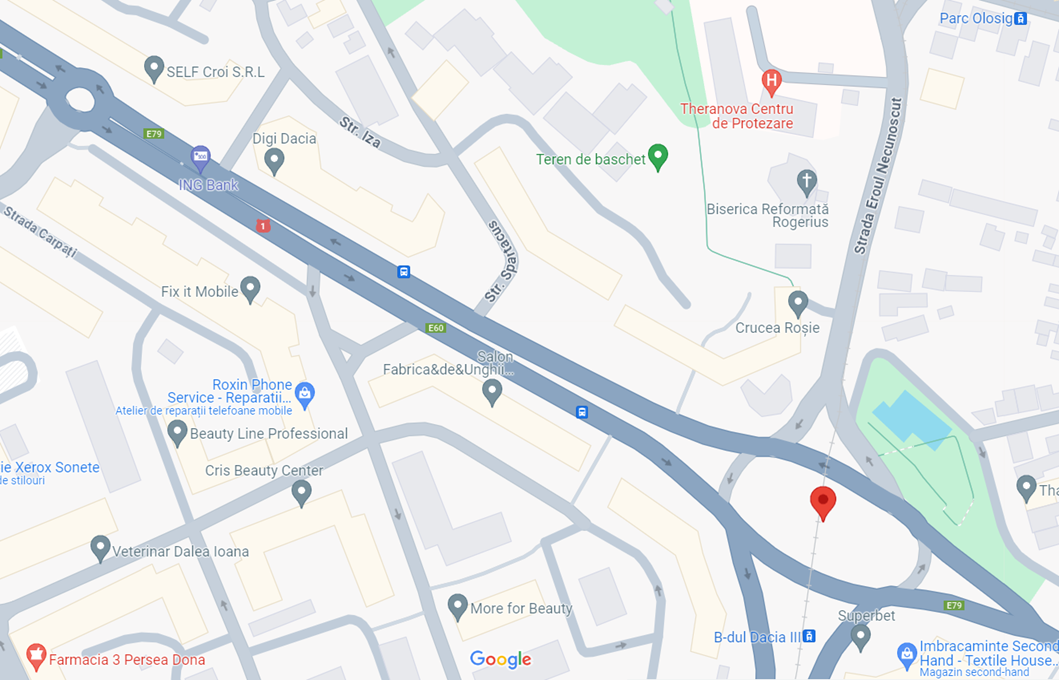 Parc Olosig
SELF Croi S.R.L
Theranova Centru
de Protezare
E79
Str. Iza
Digi Dacia
Teren de baschet
ING Bank
Strada Eroul Necunoscut
Biserica Reformată
Rogerius
1
Strada Carpați
Str. Spartacus
Fix it Mobile
Crucea Roșie
E60
Salon
Fabrica&de&Unghii...
Roxin Phone
Service - Reparatii...
Atelier de reparații telefoane mobile
Beauty Line Professional
ie Xerox Sonete
de stilouri
Cris Beauty Center
Tha
Veterinar Dalea Ioana
More for Beauty
E79
Superbet
B-dul Dacia III
Imbracaminte Second
Hand - Textile House...
Magazin second-hand
Farmacia 3 Persea Dona
Google